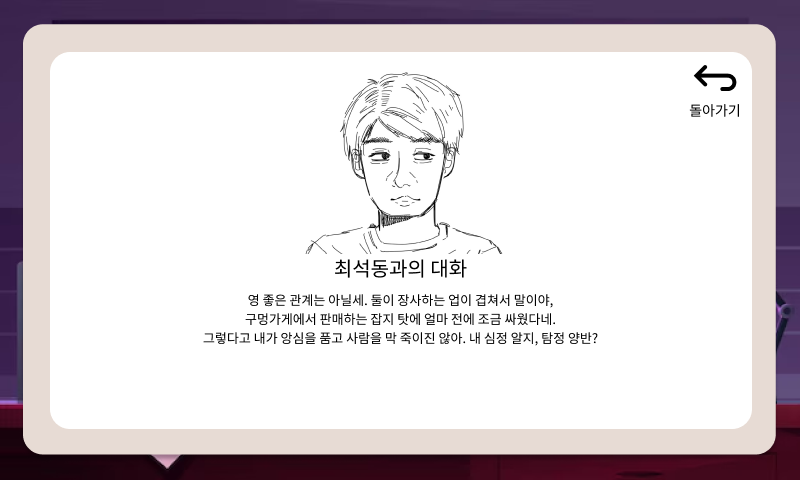 돌아가기
최석동과의 대화
영 좋은 관계는 아닐세. 둘이 장사하는 업이 겹쳐서 말이야,
구멍가게에서 판매하는 잡지 탓에 얼마 전에 조금 싸웠다네.
그렇다고 내가 앙심을 품고 사람을 막 죽이진 않아. 내 심정 알지, 탐정 양반?